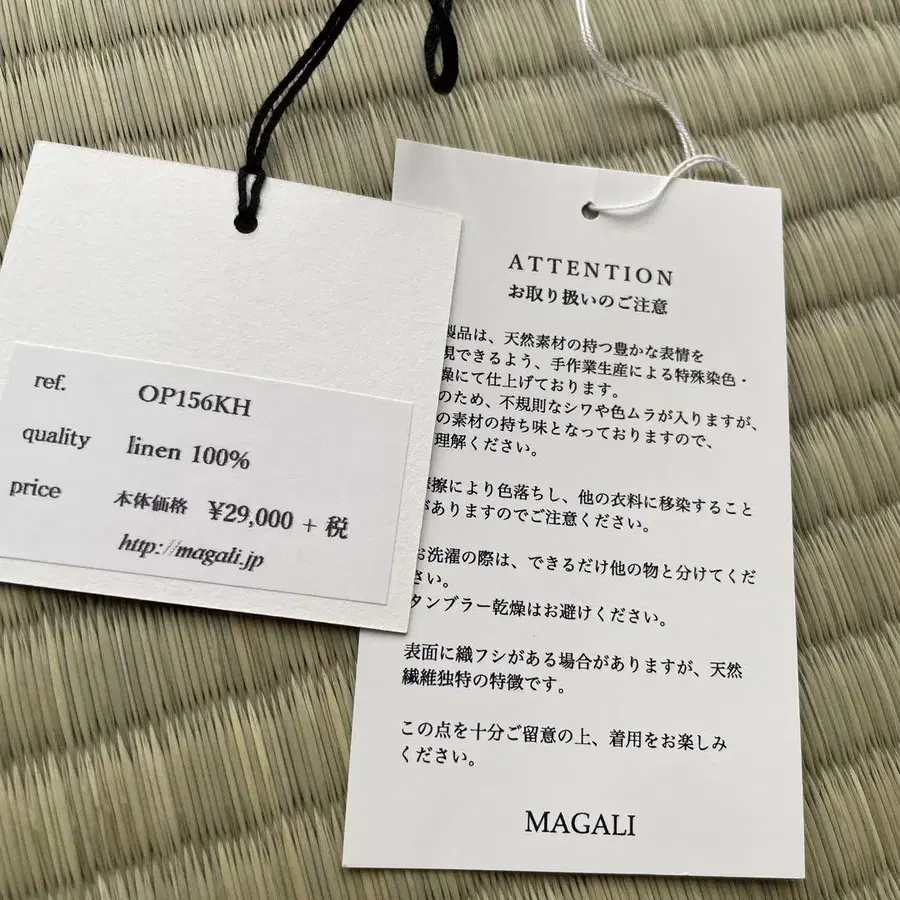 ref. OP156KH
quality linen 100%
price 本体価格 ¥29,000 + 税
http://magali.jp
ATTENTION
お取り扱いのご注意
製品は、天然素材の持つ豊かな表情を
現できるよう、手作業生産による特殊染色・
燥にて仕上げております。
のため、不規則なシワや色ムラが入りますが、
の素材の持ち味となっておりますので、
理解ください。
擦により色落ちし、他の衣料に移染すること
がありますのでご注意ください。
お洗濯の際は、できるだけ他の物と分けてくだ
さい。
タンブラー乾燥はお避けください。
表面に織フシがある場合がありますが、天然
繊維独特の特徴です。
この点を十分ご留意の上、着用をお楽しみ
ください。
MAGALI